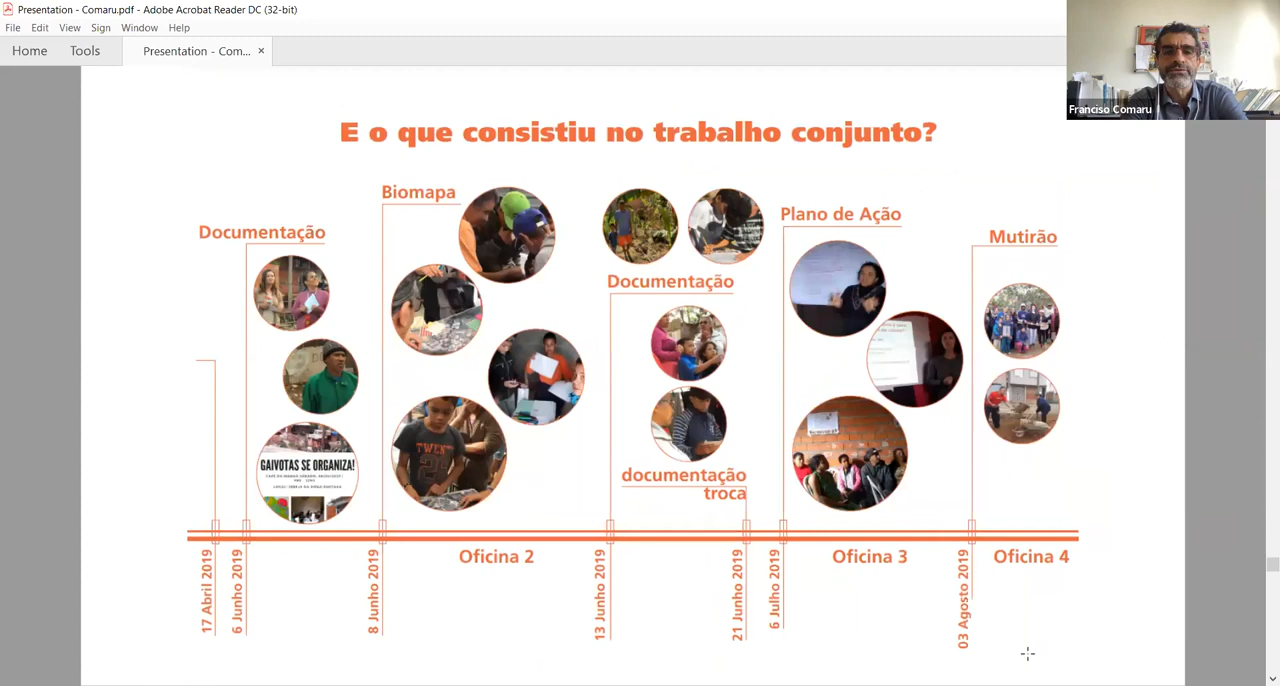 Presentation - Comaru.pdf - Adobe Acrobat Reader DC (32-bit)
File Edit View Sign Window Help
Home Tools Presentation - Com... ×
Franciso Comaru
E o que consistiu no trabalho conjunto?
Documentação
Biomapa
Documentação
Plano de Ação
Mutirão
GAIVOTAS SE ORGANIZA!
TWEN
25
documentação
troca
Oficina 2
Oficina 3
Oficina 4
17 Abril 2019
6 Junho 2019
8 Junho 2019
13 Junho 2019
21 Junho 2019
6 Julho 2019
03 Agosto 2019